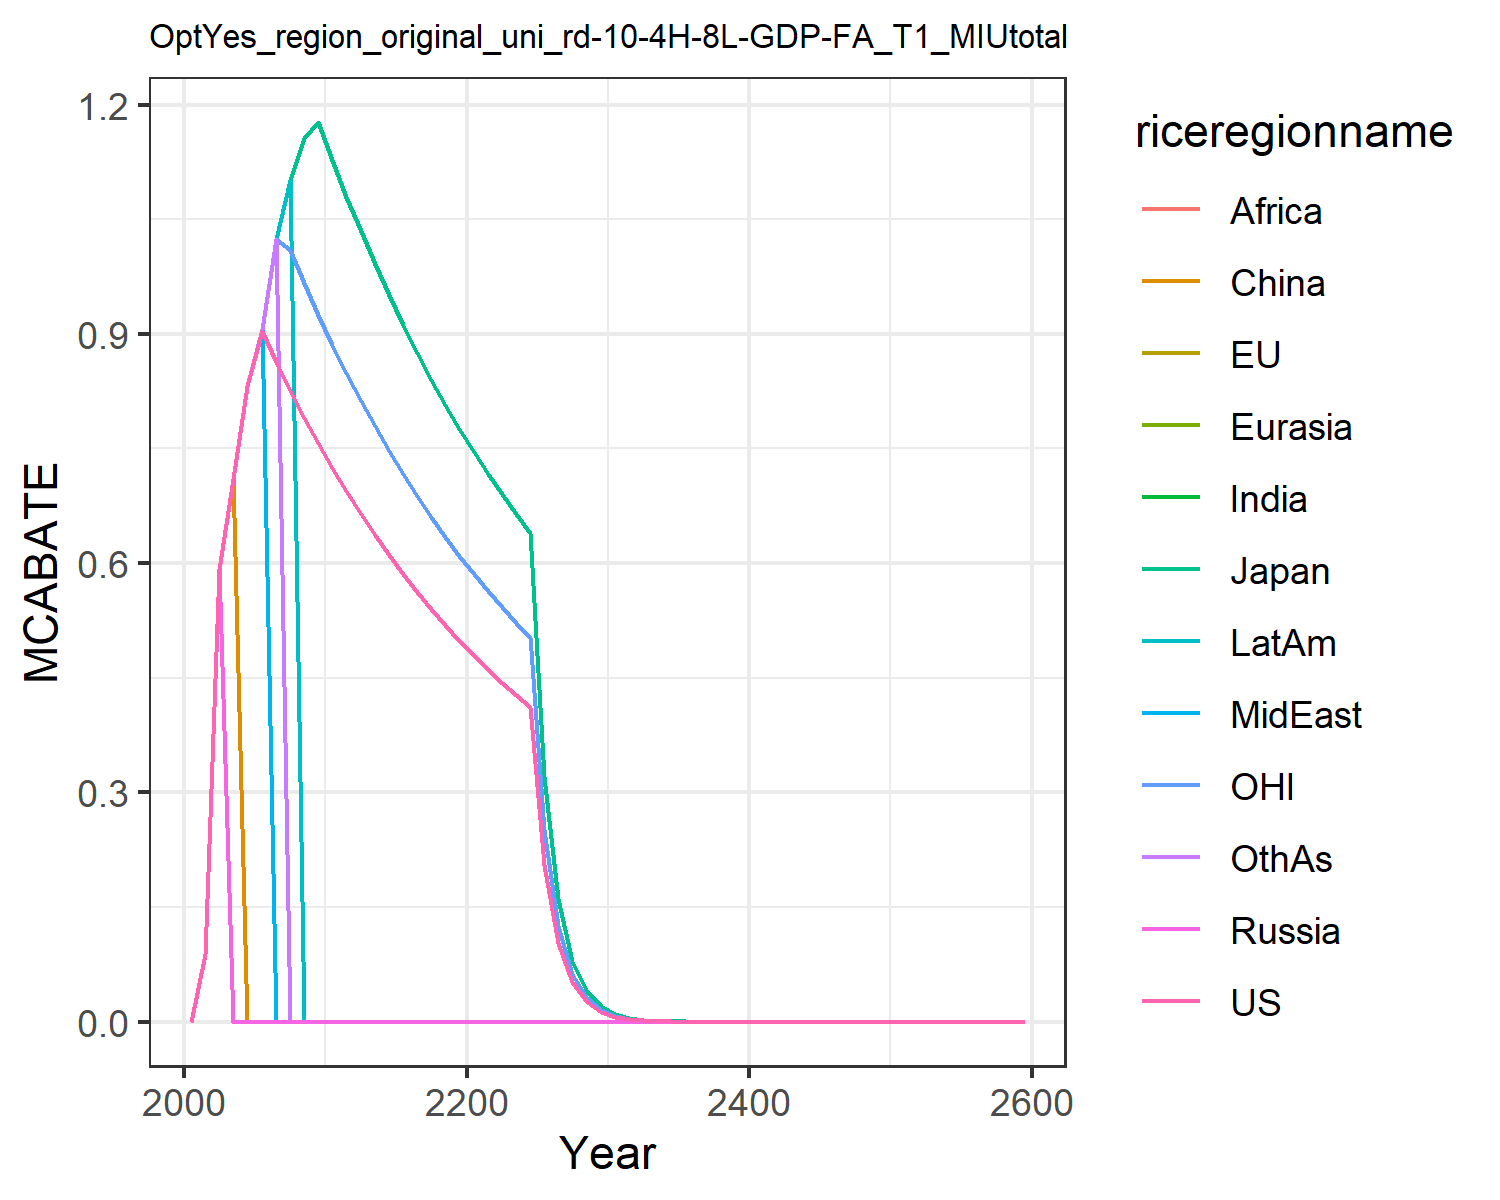 OptYes_region_original_uni_rd-10-4H-8L-GDP-FA_T1_MIUtotal
MCABATE
1.2
0.9
0.6
0.3
0.0
2000
2200
2400
2600
Year
riceregionname
Africa
China
EU
Eurasia
India
Japan
LatAm
MidEast
OHI
OthAs
Russia
US